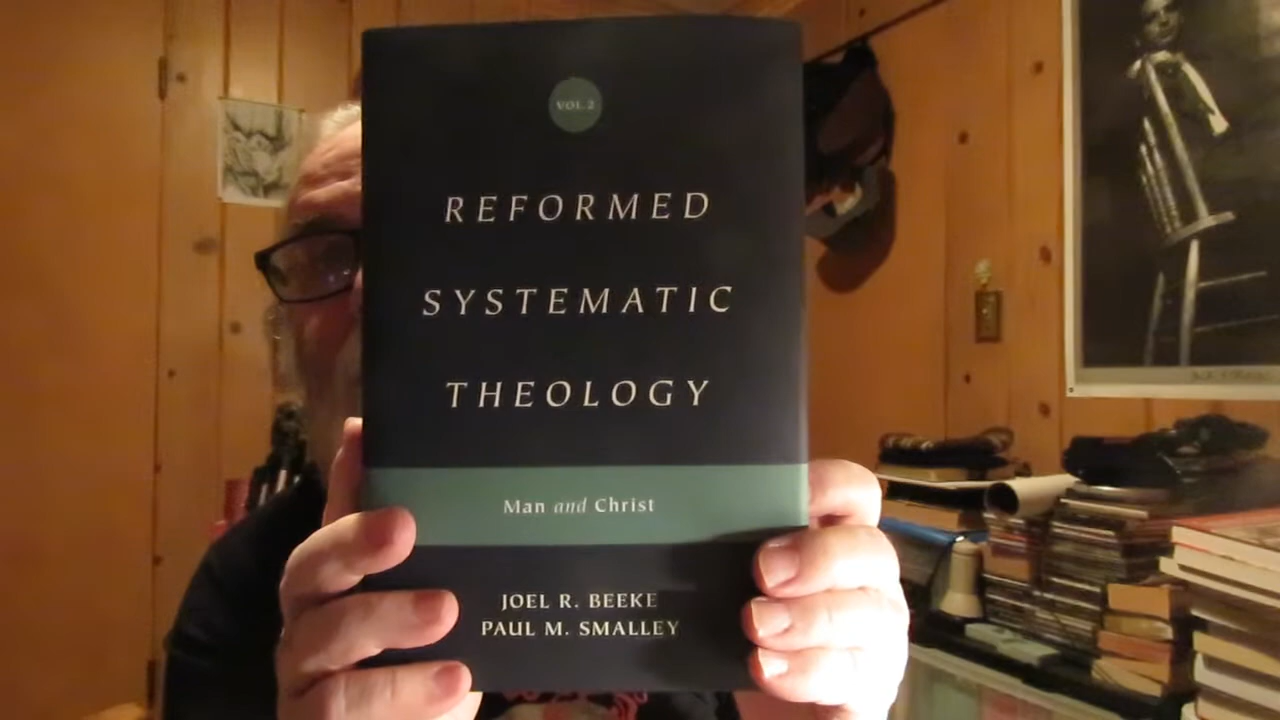 VOL. 2
REFORMED
SYSTEMATIC
THEOLOGY
Man and Christ
JOEL R. BEEKE
PAUL M. SMALLEY